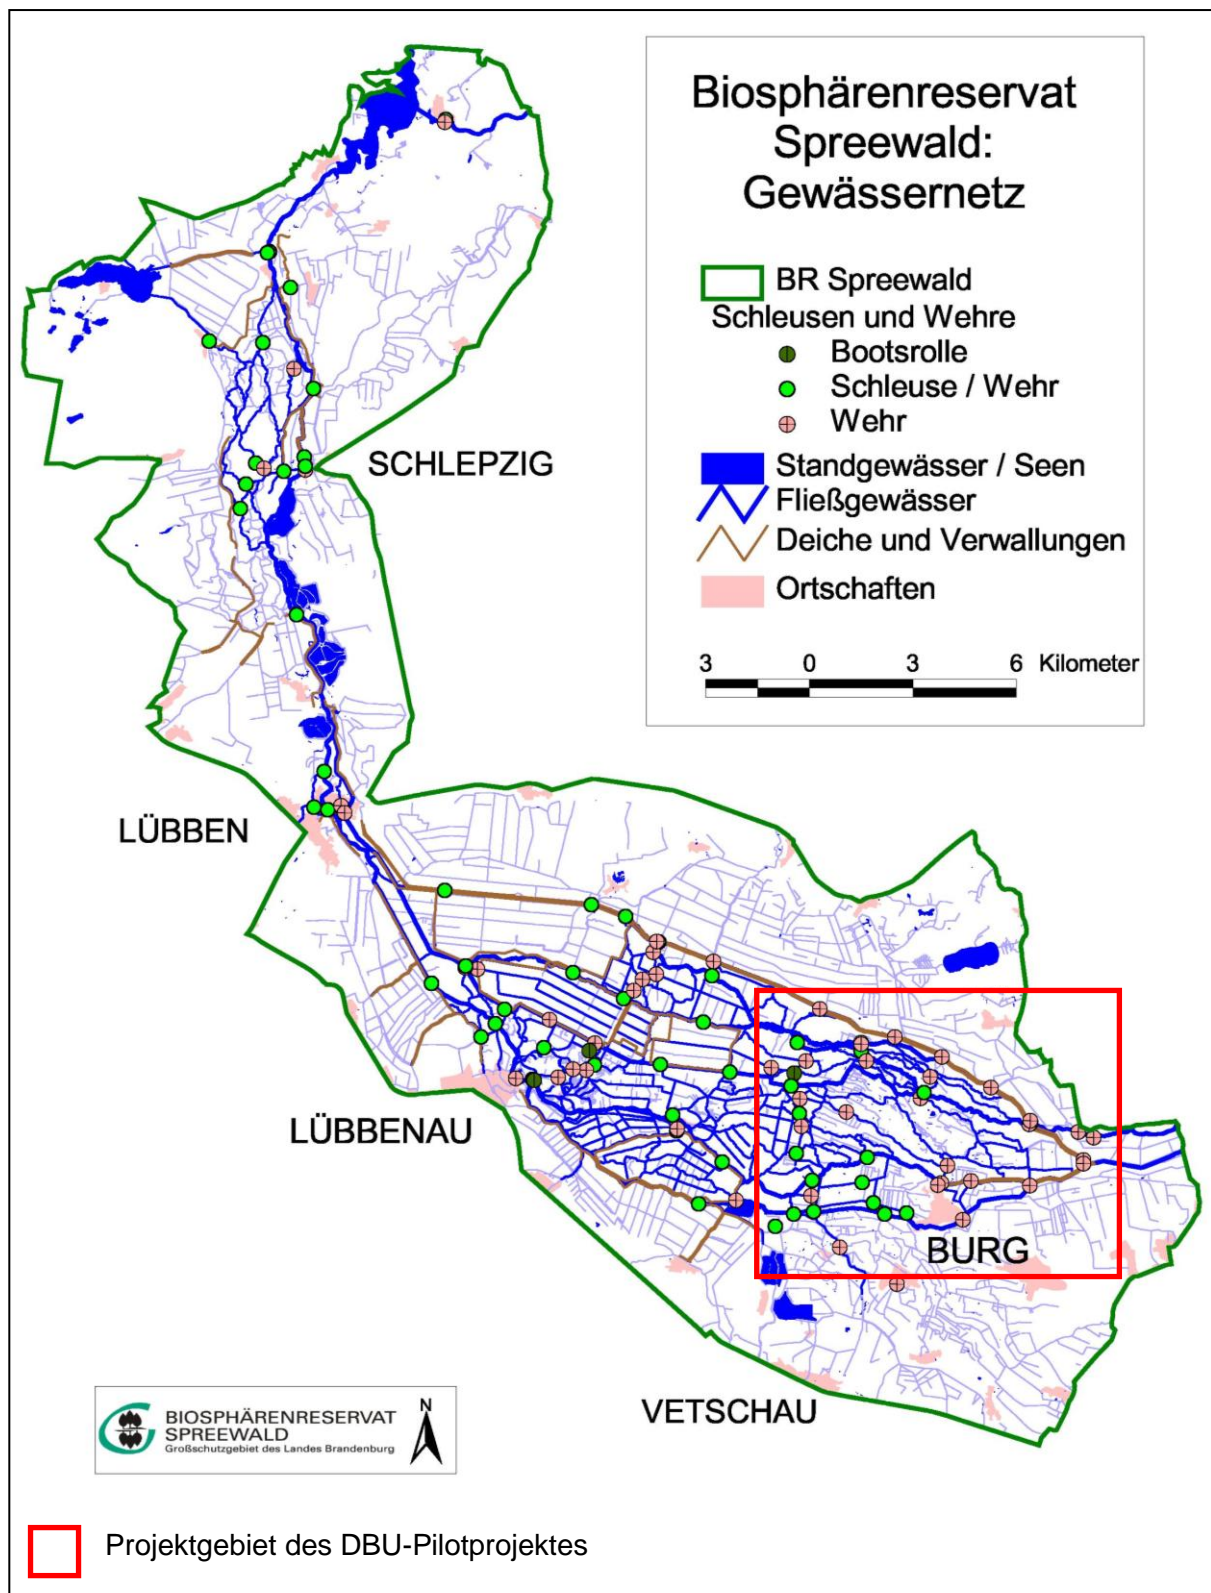 Biosphärenreservat
Spreewald:
Gewässernetz
BR Spreewald
Schleusen und Wehre
Bootsrolle
Schleuse / Wehr
Wehr
Standgewässer / Seen
Fließgewässer
Deiche und Verwallungen
Ortschaften
3 0 3 6 Kilometer
SCHLEPZIG
LÜBBEN
LÜBBENAU
BURG
VETSCHAU
BIOSPHÄRENRESERVAT
SPREEWALD
Großschutzgebiet des Landes Brandenburg
N
Projektgebiet des DBU-Pilotprojektes